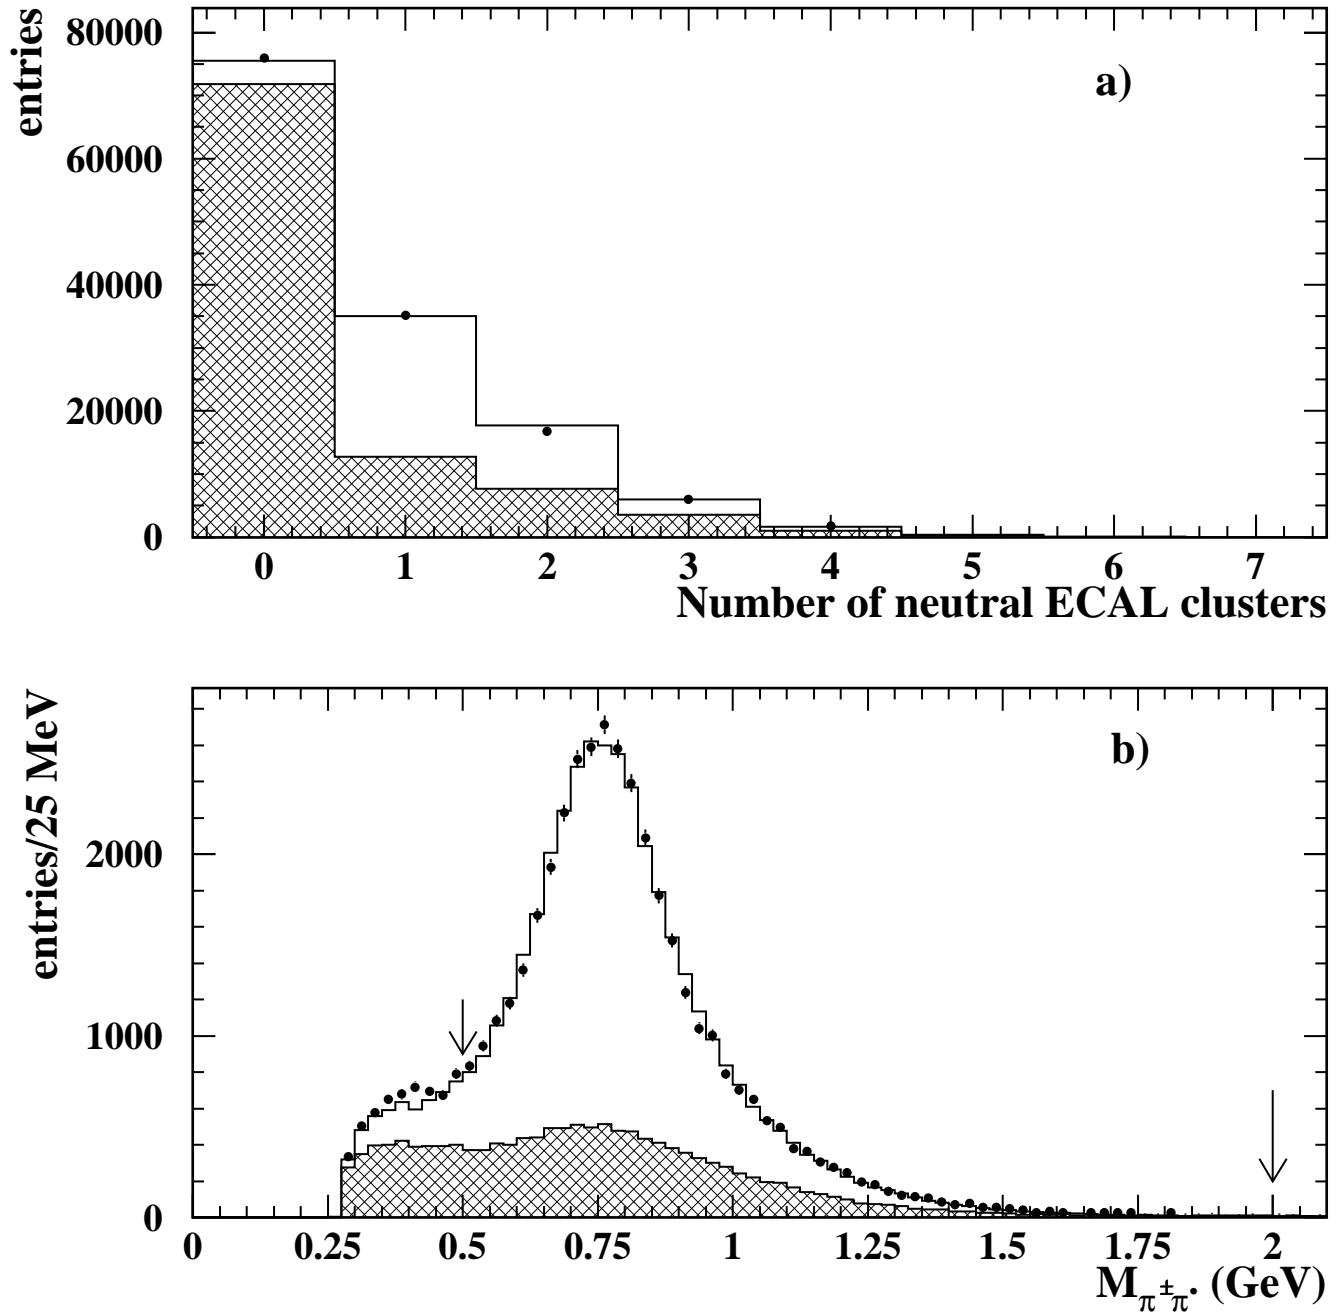 entries
80000
60000
40000
20000
0
a)
0 1 2 3 4 5 6 7
Number of neutral ECAL clusters
entries/25 MeV
2000
1000
0
b)
0 0.25 0.5 0.75 1 1.25 1.5 1.75 2
M π±π° (GeV)